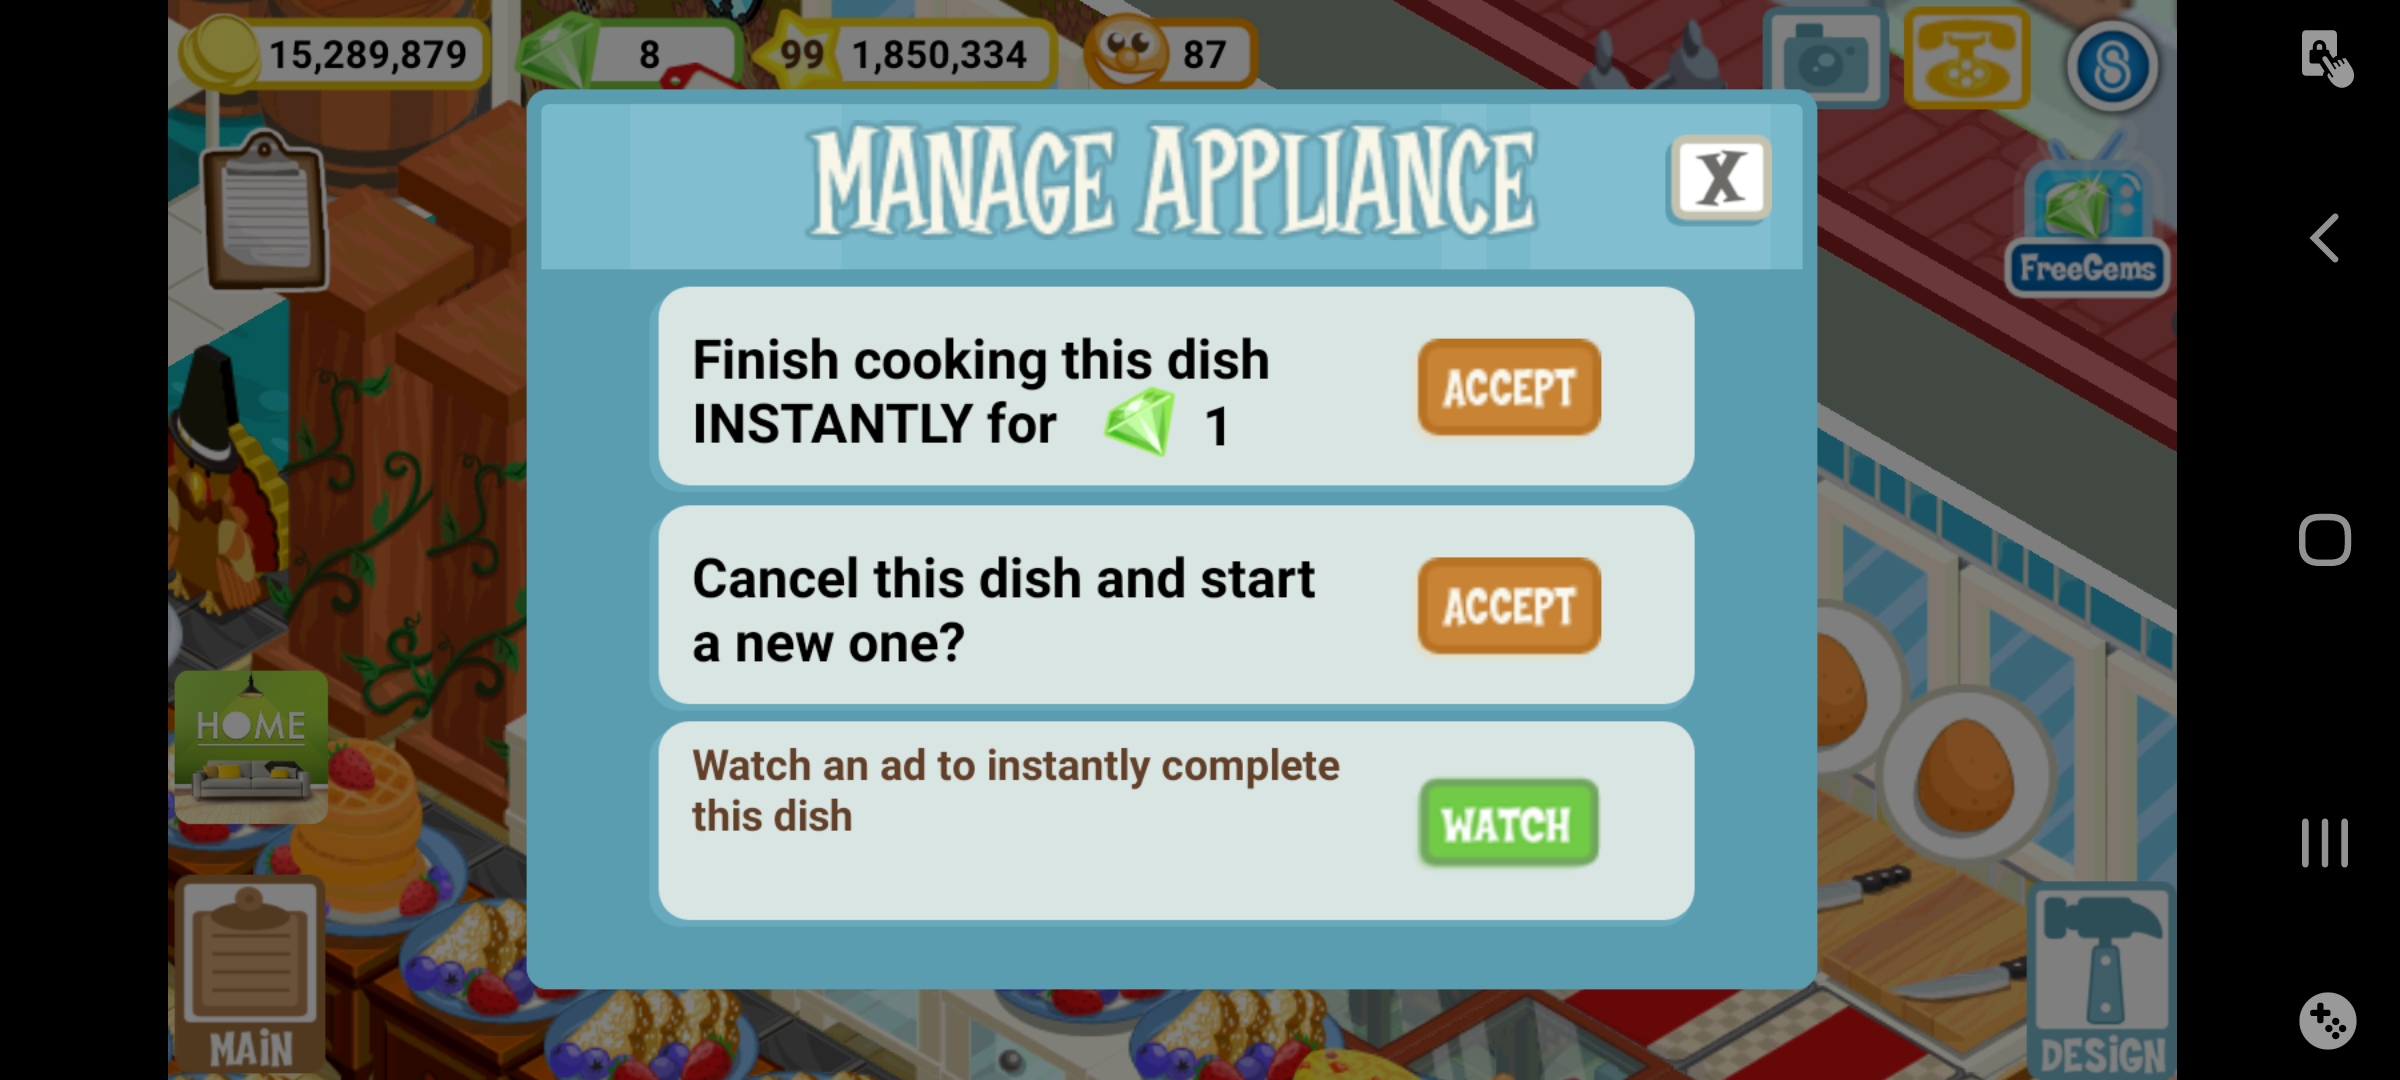 15,289,879
8
99 1,850,334
87
MANAGE APPLIANCE
X
FreeGems
Finish cooking this dish
INSTANTLY for 1
ACCEPT
Cancel this dish and start
a new one?
ACCEPT
HOME
Watch an ad to instantly complete
this dish
WATCH
MAiN
DESiGN